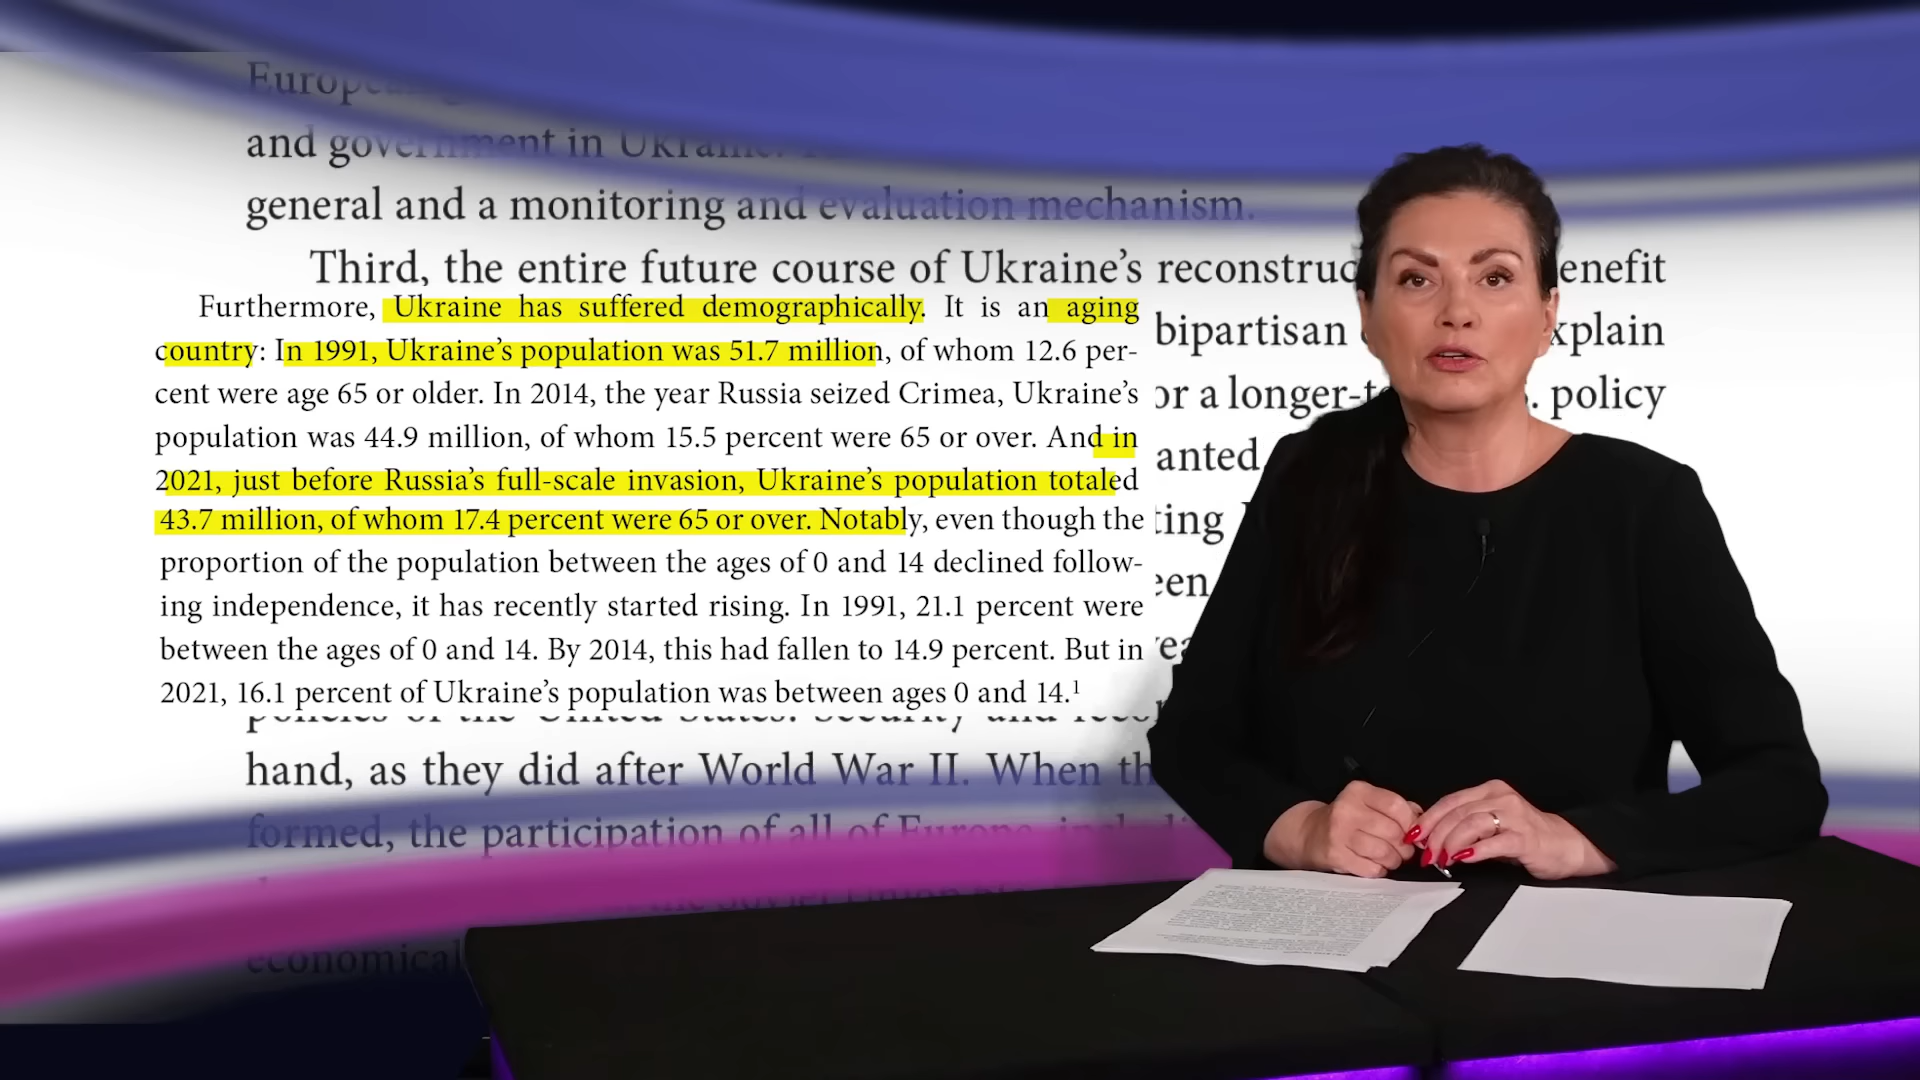 and government in Ukraine.
general and a monitoring and evaluation mechanism.
Third, the entire future course of Ukraine’s enefit
Furthermore, Ukraine has suffered demographically. It is an aging
country: In 1991, Ukraine’s population was 51.7 million, of whom 12.6 per-
cent were age 65 or older. In 2014, the year Russia seized Crimea, Ukraine’s
population was 44.9 million, of whom 15.5 percent were 65 or over. And in
2021, just before Russia’s full-scale invasion, Ukraine’s population totaled
43.7 million, of whom 17.4 percent were 65 or over. Notably, even though the
proportion of the population between the ages of 0 and 14 declined follow-
ing independence, it has recently started rising. In 1991, 21.1 percent were
between the ages of 0 and 14. By 2014, this had fallen to 14.9 percent. But in
2021, 16.1 percent of Ukraine’s population was between ages 0 and 14.¹
bipartisan xplain
or a policy
anted
ting
een
policies of the United States. Security and
hand, as they did after World War II. When
formed, the participation of all of Europe,
economical